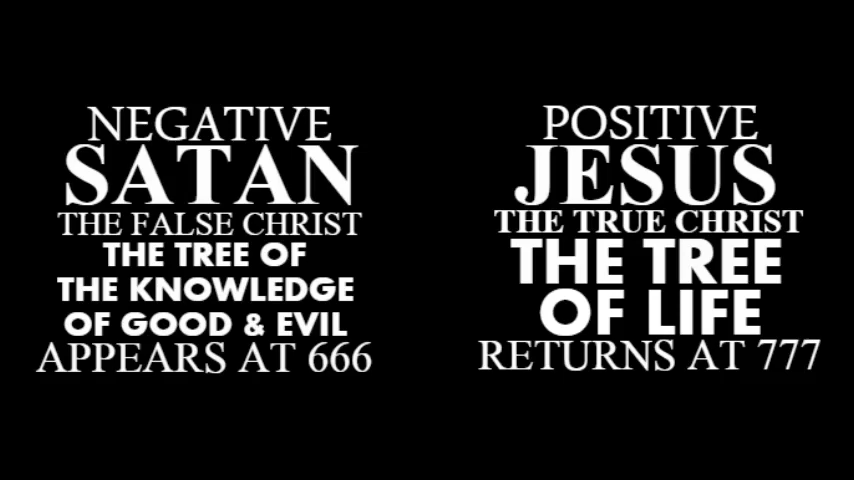 NEGATIVE
SATAN
THE FALSE CHRIST
THE TREE OF
THE KNOWLEDGE
OF GOOD & EVIL
APPEARS AT 666
POSITIVE
JESUS
THE TRUE CHRIST
THE TREE
OF LIFE
RETURNS AT 777